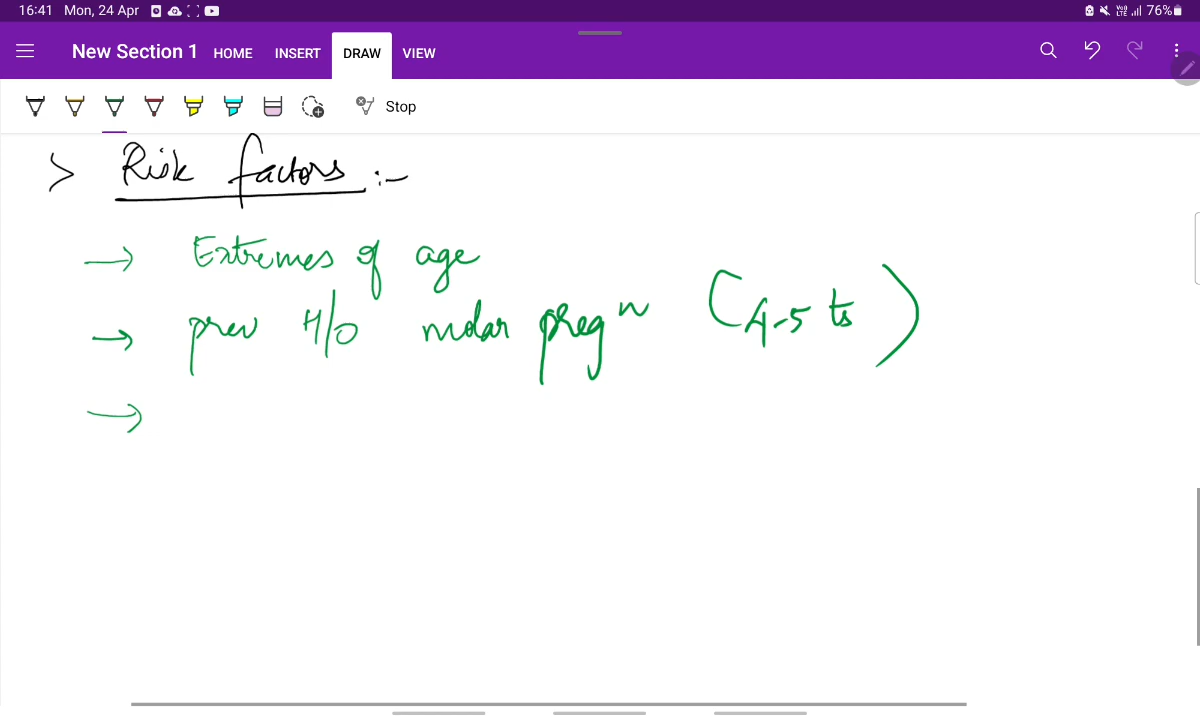 16:41 Mon, 24 Apr 76%
New Section 1 HOME INSERT DRAW VIEW
Stop
> Risk factors :-
→ Extremes of age
→ prev H/O molar pregⁿ (4-5 ts)
→